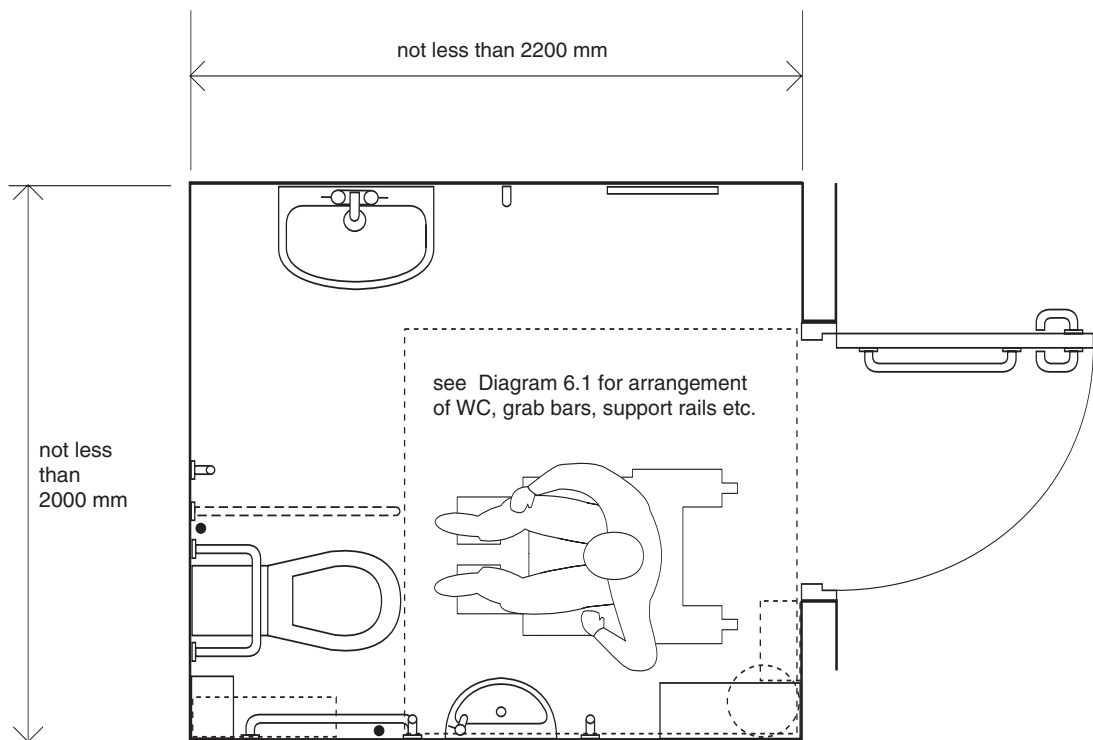 not less than 2200 mm
see Diagram 6.1 for arrangement
of WC, grab bars, support rails etc.
not less
than
2000 mm